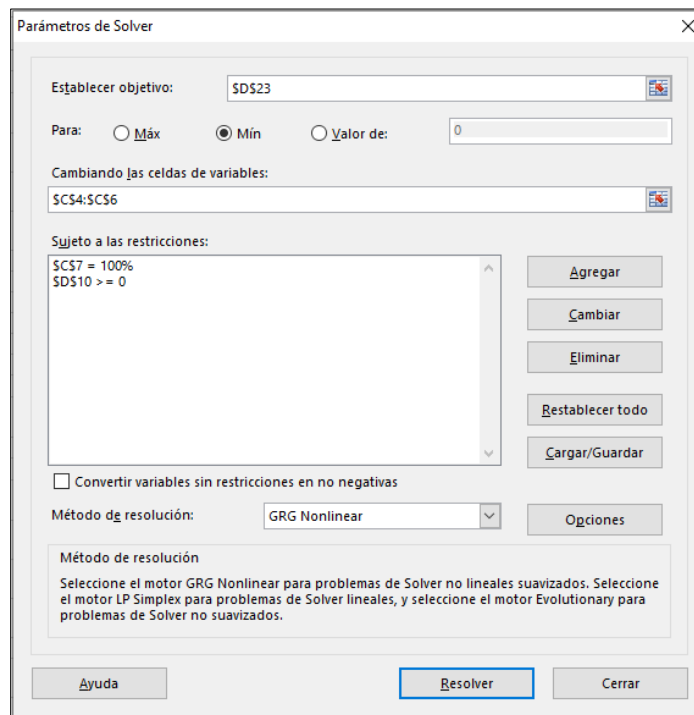 Parámetros de Solver
Establecer objetivo:
$D$23
Para:
Máx
Mín
Valor de:
0
Cambiando las celdas de variables:
$C$4:$C$6
Sujeto a las restricciones:
$C$7 = 100%
$D$10 >= 0
Agregar
Cambiar
Eliminar
Restablecer todo
Cargar/Guardar
Convertir variables sin restricciones en no negativas
Método de resolución:
GRG Nonlinear
Opciones
Método de resolución
Seleccione el motor GRG Nonlinear para problemas de Solver no lineales suavizados. Seleccione
el motor LP Simplex para problemas de Solver lineales, y seleccione el motor Evolutionary para
problemas de Solver no suavizados.
Ayuda
Resolver
Cerrar